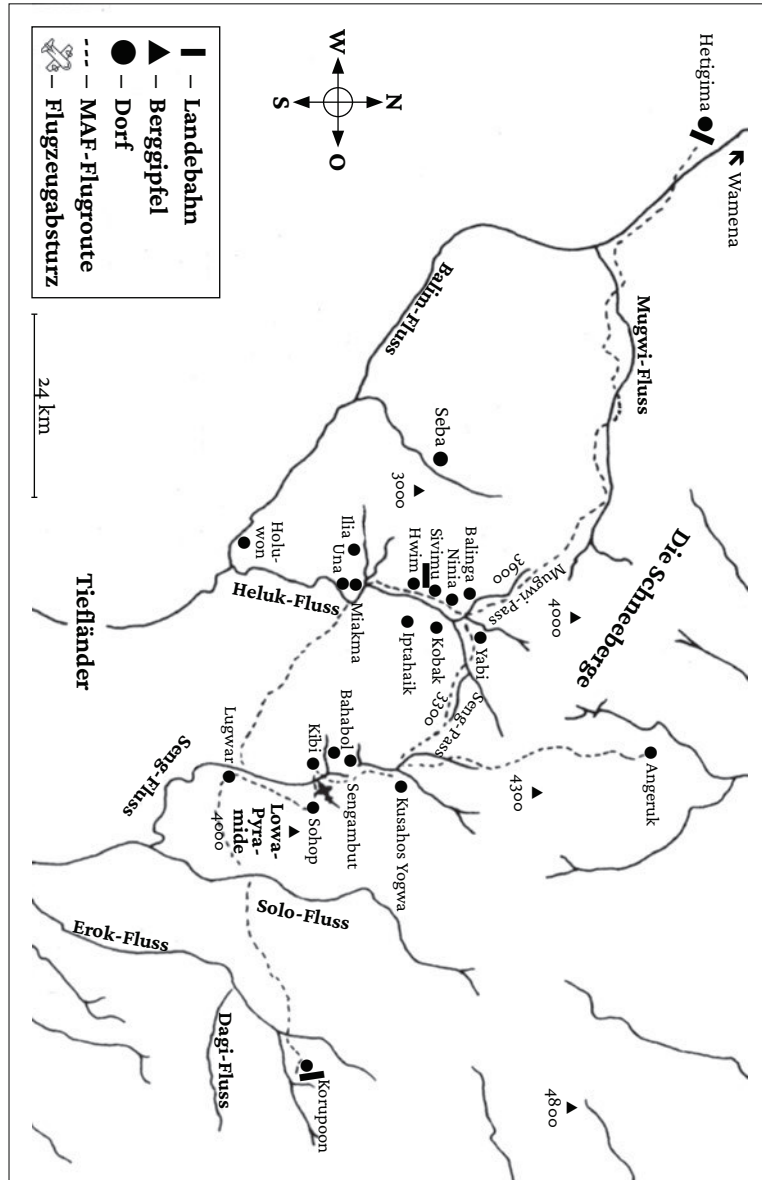 Hetigima
Wamena
Mugwi-Fluss
Balim-Fluss
Seba
3000
Die Schneeberge
4000
3600
Mugwi-Pass
Balinga
Ninia
Sivimu
Hwim
Yabi
Kobak
Iptahaik
Ilia
Una
Miakma
Holu-
won
Heluk-Fluss
Tiefländer
Seng-Pass
3300
Angeruk
4300
Kusahos Yogwa
Sengambut
Bahabol
Kibi
Sohop
Lugwar
Seng-Fluss
Lowa-
Pyra-
mide
4000
Solo-Fluss
Erok-Fluss
Dagi-Fluss
Korupoon
4800
N
W
O
S
– Landebahn
– Berggipfel
– Dorf
– MAF-Flugroute
– Flugzeugabsturz
24 km